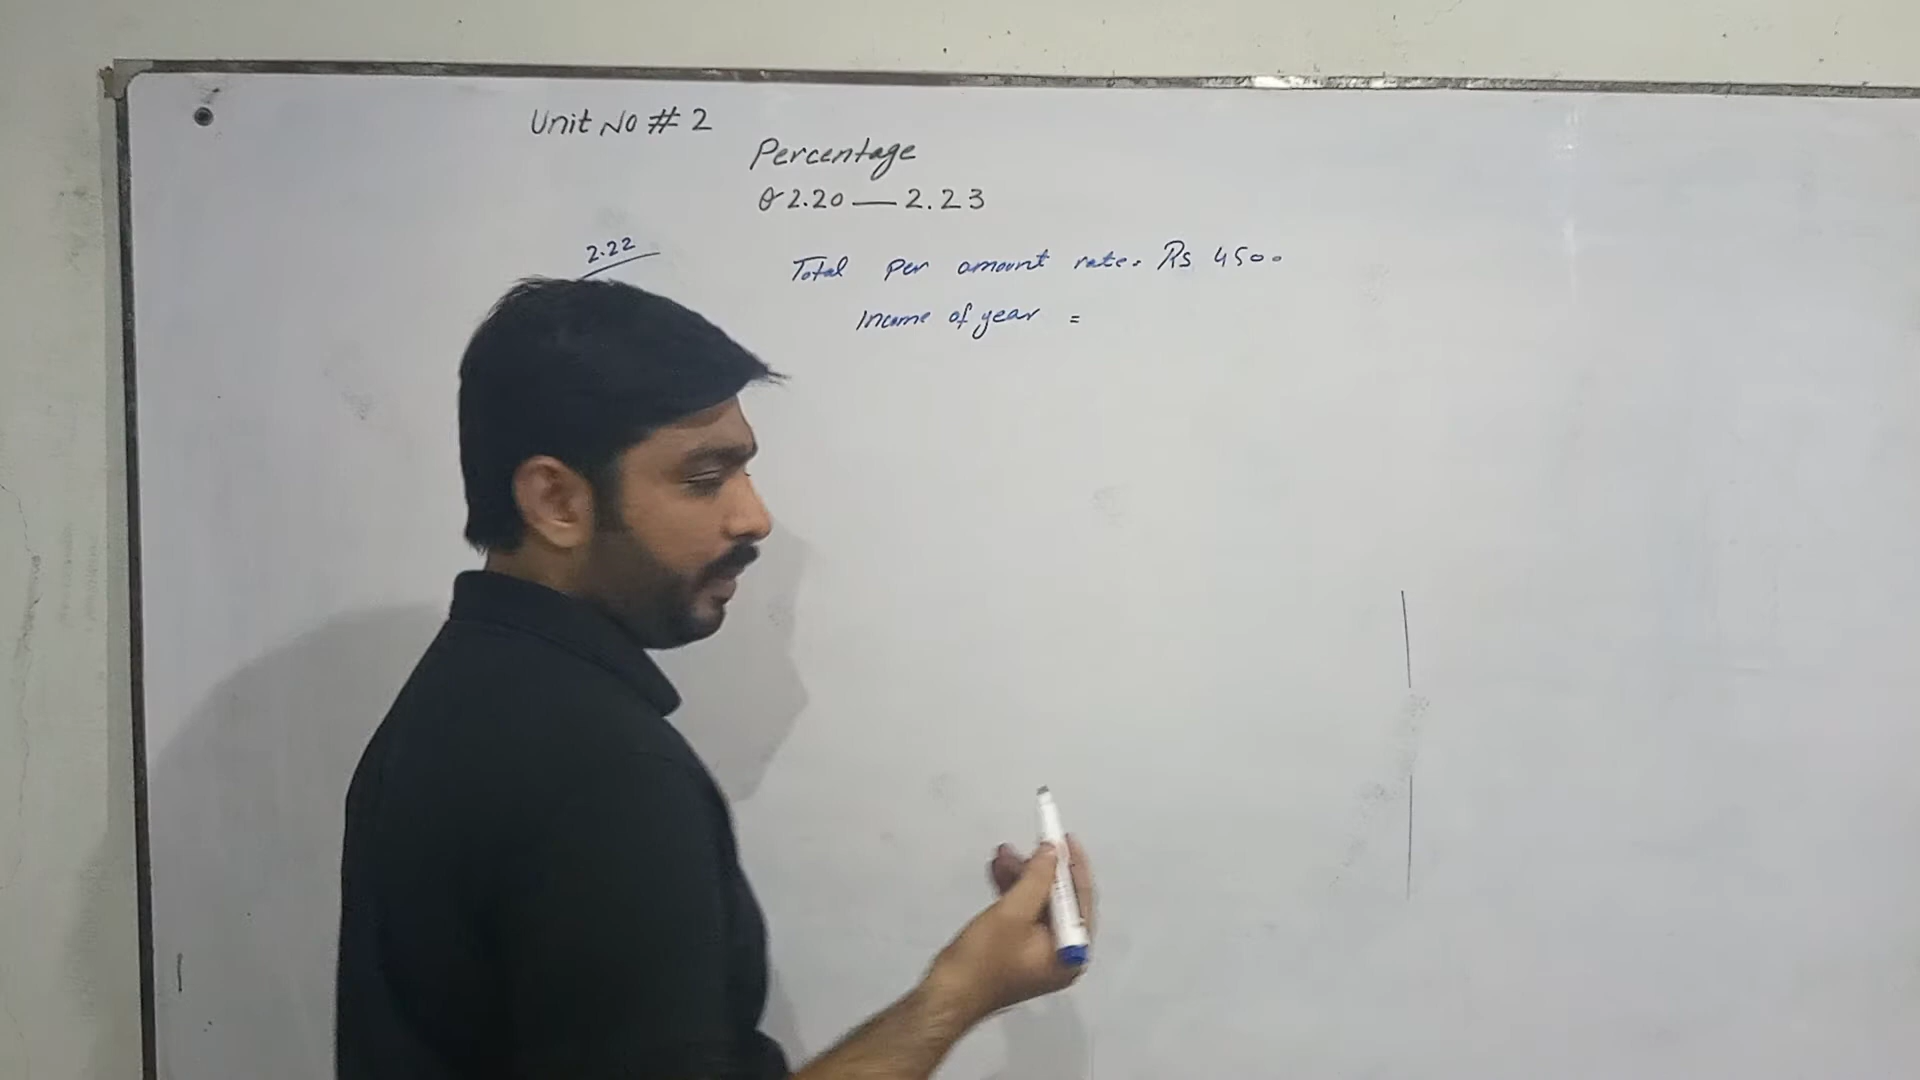 Unit No # 2
Percentage
Q 2.20 — 2.23
2.22
Total per amount rate = Rs 4500
Income of year =